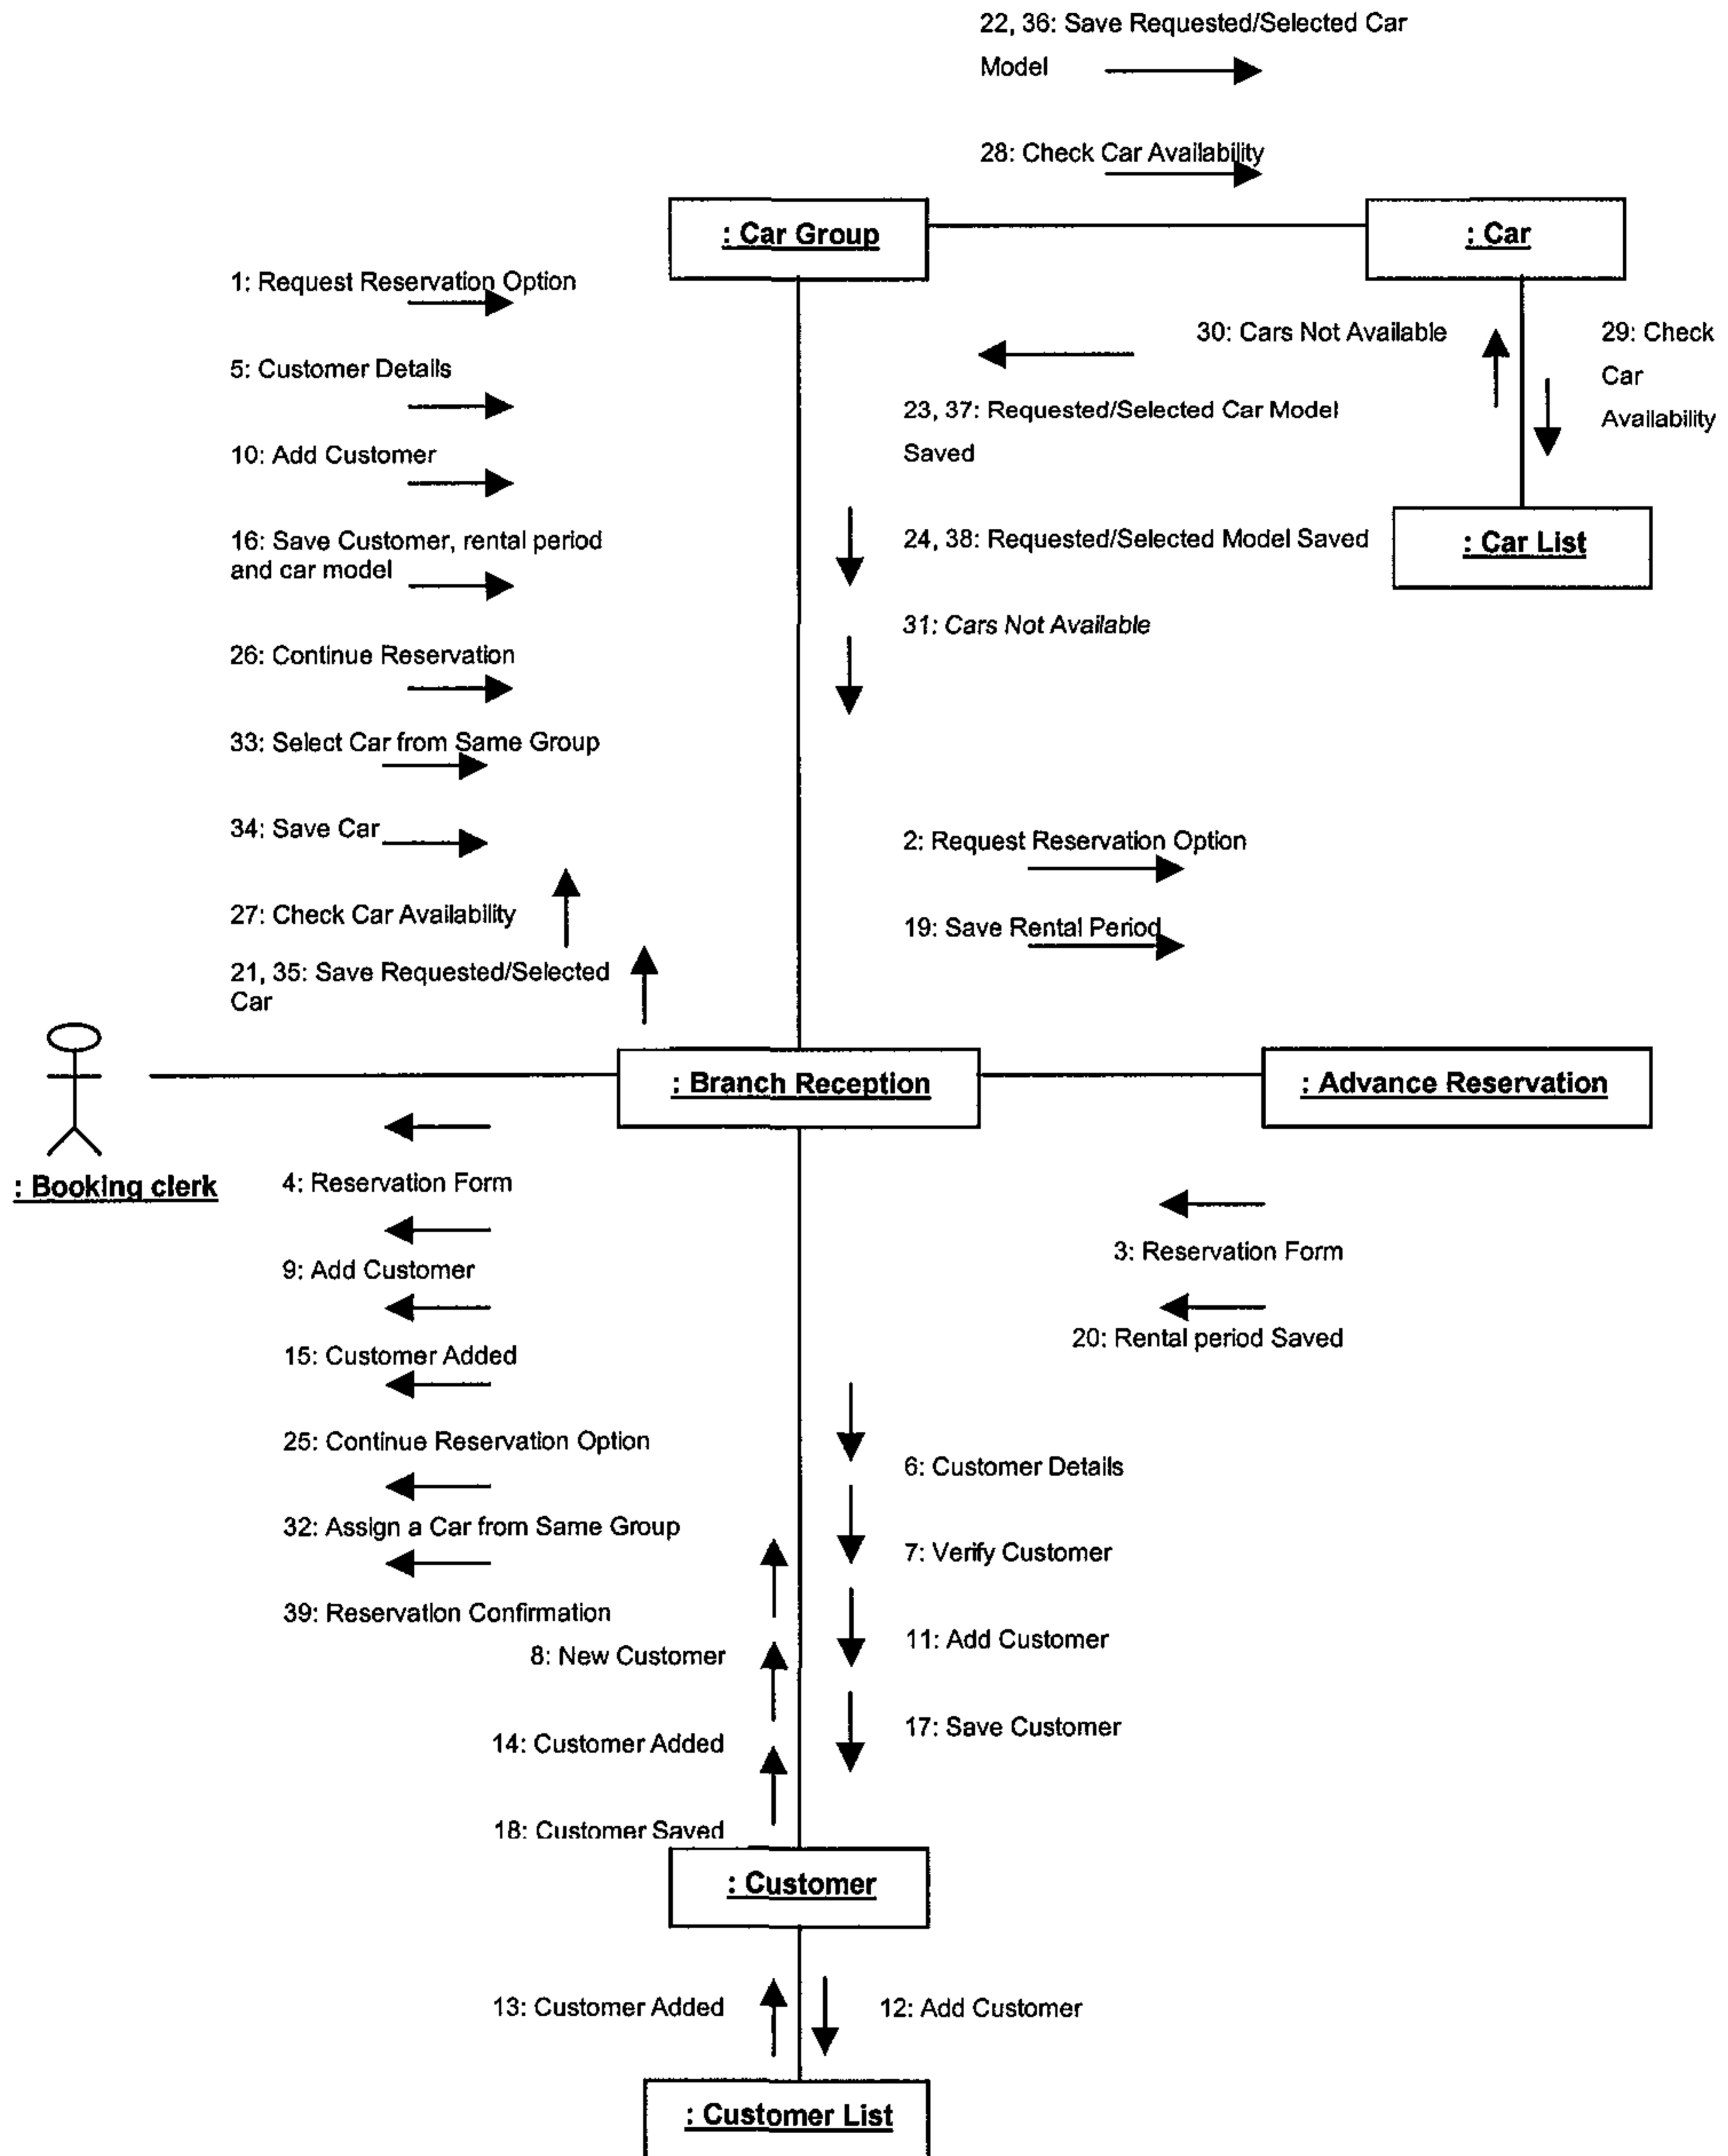 22, 36: Save Requested/Selected Car
Model
28: Check Car Availability
: Car Group
: Car
1: Request Reservation Option
30: Cars Not Available
29: Check
Car
Availability
5: Customer Details
23, 37: Requested/Selected Car Model
Saved
10: Add Customer
16: Save Customer, rental period
and car model
24, 38: Requested/Selected Model Saved
: Car List
31: Cars Not Available
26: Continue Reservation
33: Select Car from Same Group
34: Save Car
2: Request Reservation Option
27: Check Car Availability
19: Save Rental Period
21, 35: Save Requested/Selected
Car
: Branch Reception
: Advance Reservation
: Booking clerk
4: Reservation Form
3: Reservation Form
9: Add Customer
20: Rental period Saved
15: Customer Added
25: Continue Reservation Option
6: Customer Details
32: Assign a Car from Same Group
7: Verify Customer
39: Reservation Confirmation
11: Add Customer
8: New Customer
17: Save Customer
14: Customer Added
18: Customer Saved
: Customer
13: Customer Added
12: Add Customer
: Customer List